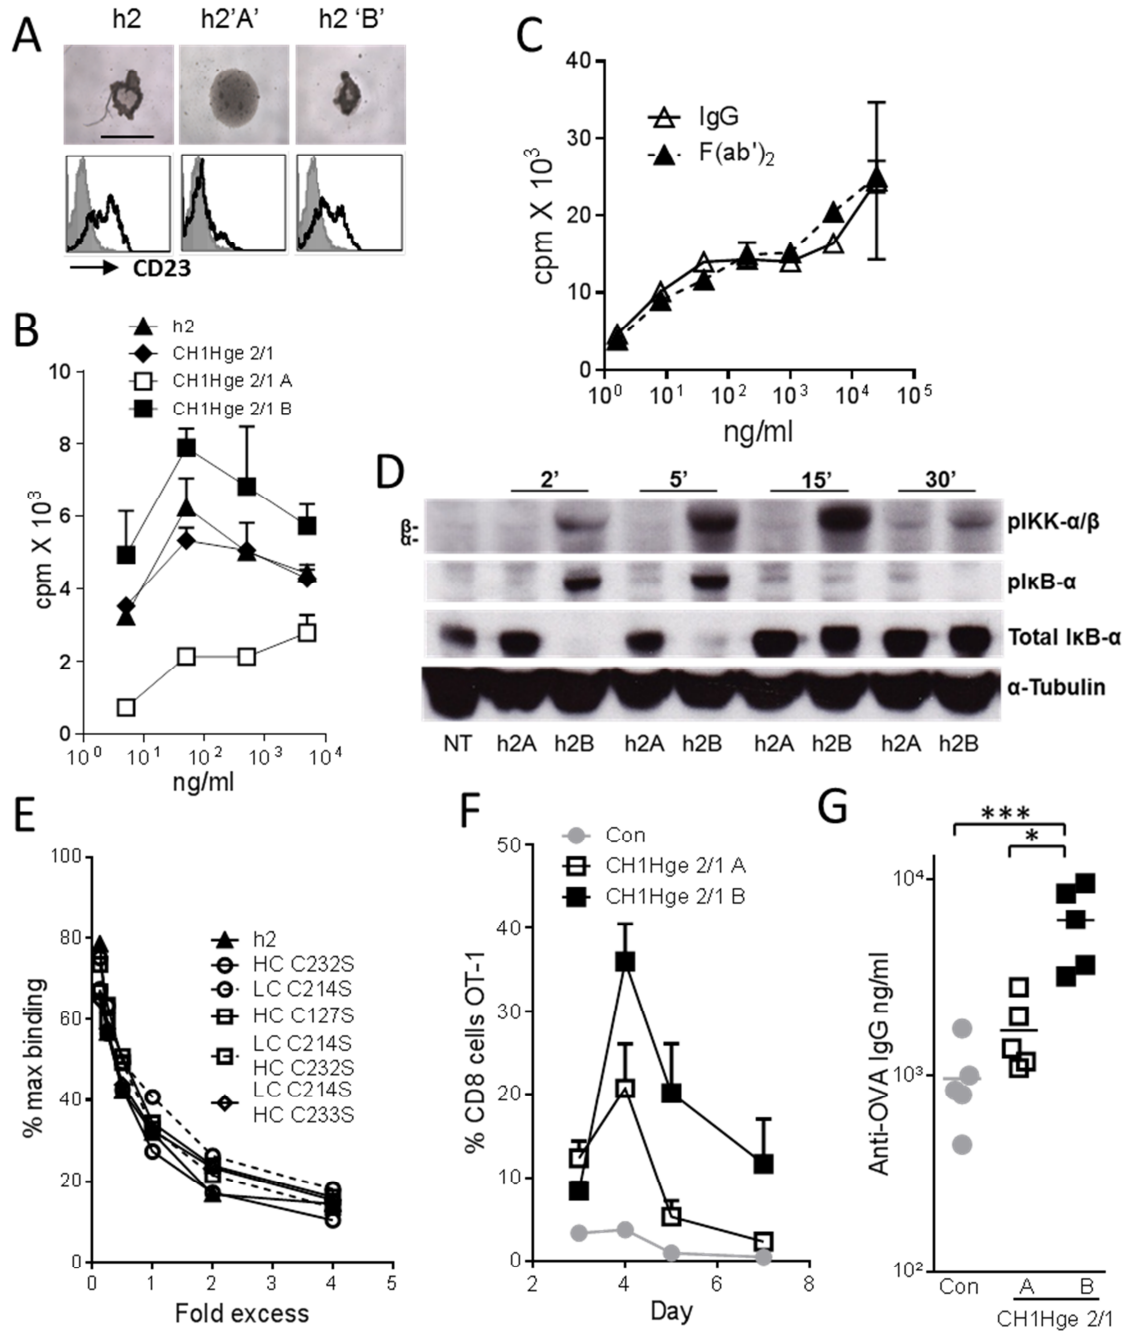 A
h2
h2’A’
h2 ‘B’
CD23
B
h2
CH1Hge 2/1
CH1Hge 2/1 A
CH1Hge 2/1 B
10
8
6
4
2
0
cpm X 10³
10⁰
10¹
10²
10³
10⁴
ng/ml
C
40
30
20
10
0
cpm X 10³
IgG
F(ab')₂
10⁰
10¹
10²
10³
10⁴
10⁵
ng/ml
D
2’
5’
15’
30’
β-
α-
pIKK-α/β
pIκB-α
Total IκB-α
α-Tubulin
NT
h2A
h2B
h2A
h2B
h2A
h2B
h2A
h2B
E
100
80
60
40
20
0
% max binding
h2
HC C232S
LC C214S
HC C127S
LC C214S
HC C232S
LC C214S
HC C233S
0
1
2
3
4
5
Fold excess
F
Con
CH1Hge 2/1 A
CH1Hge 2/1 B
50
40
30
20
10
0
% CD8 cells OT-1
2
4
6
8
Day
G
***
*
10⁴
10³
10²
Anti-OVA IgG ng/ml
Con
A
B
CH1Hge 2/1